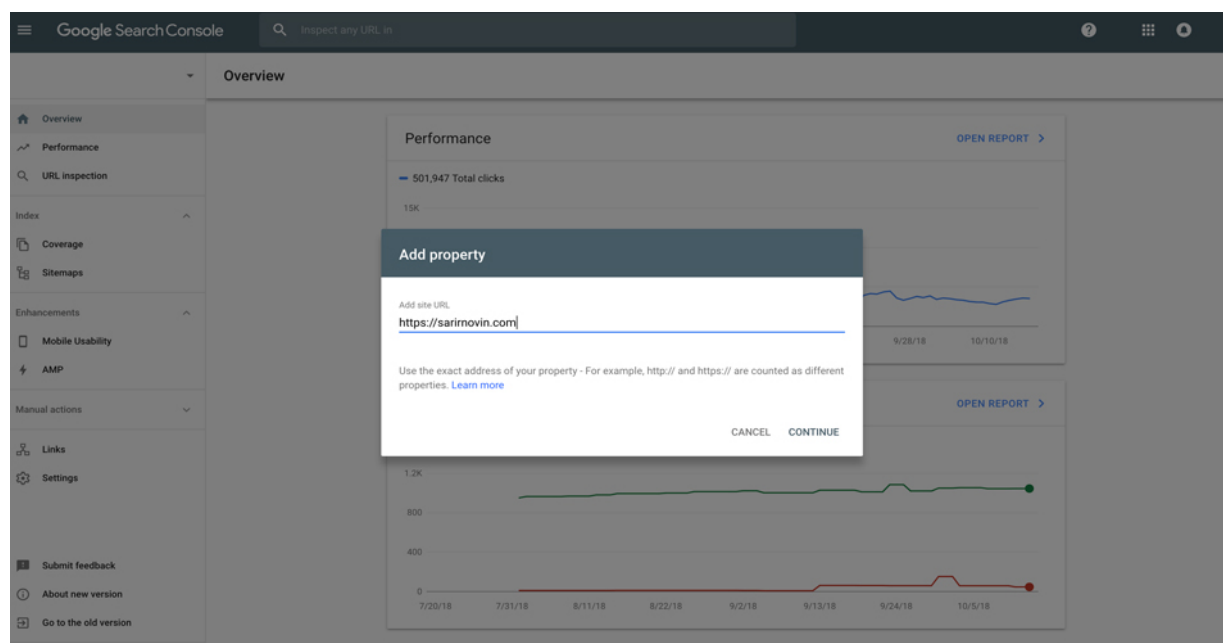 Google Search Console
Inspect any URL in
Overview
Overview
Performance
URL inspection
Index
Coverage
Sitemaps
Enhancements
Mobile Usability
AMP
Manual actions
Links
Settings
Submit feedback
About new version
Go to the old version
Performance
OPEN REPORT
501,947 Total clicks
15K
9/28/18 10/10/18
Add property
Add site URL
https://sarirnovin.com
Use the exact address of your property - For example, http:// and https:// are counted as different
properties. Learn more
CANCEL CONTINUE
OPEN REPORT
1.2K
800
400
0
7/20/18 7/31/18 8/11/18 8/22/18 9/2/18 9/13/18 9/24/18 10/5/18